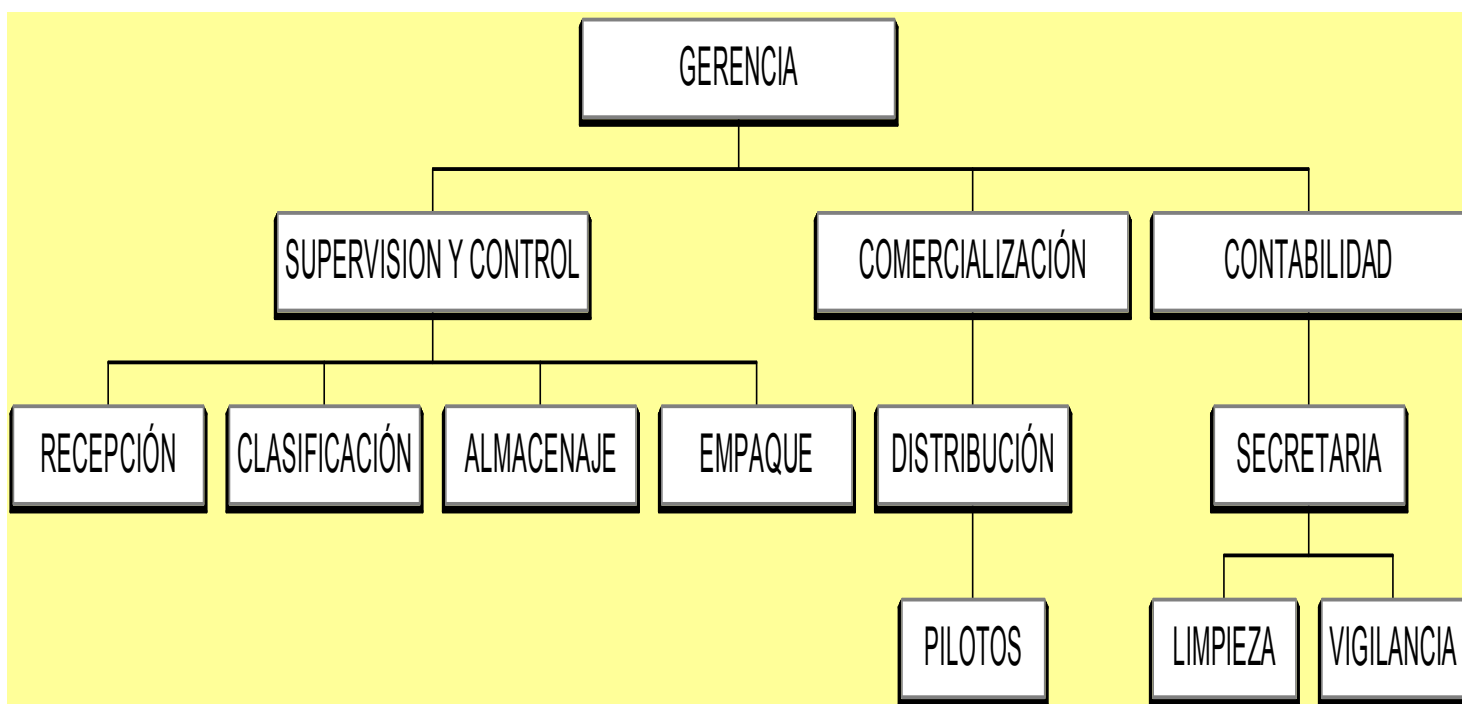 GERENCIA
SUPERVISION Y CONTROL
COMERCIALIZACIÓN
CONTABILIDAD
RECEPCIÓN
CLASIFICACIÓN
ALMACENAJE
EMPAQUE
DISTRIBUCIÓN
SECRETARIA
PILOTOS
LIMPIEZA
VIGILANCIA